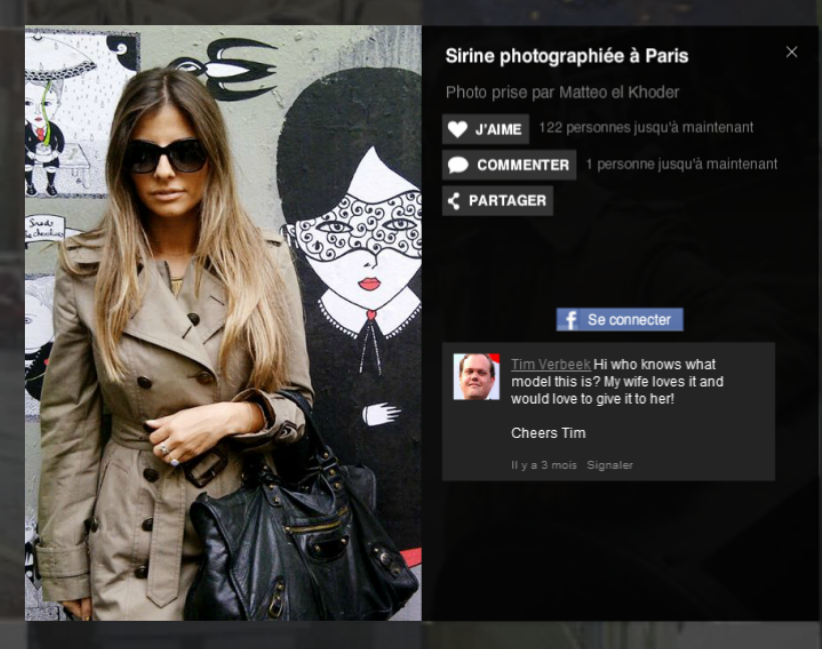 Sirine photographiée à Paris
Photo prise par Matteo el Khoder
J'AIME 122 personnes jusqu'à maintenant
COMMENTER 1 personne jusqu'à maintenant
PARTAGER
f Se connecter
Tim Verbeek Hi who knows what
model this is? My wife loves it and
would love to give it to her!
Cheers Tim
Il y a 3 mois Signaler